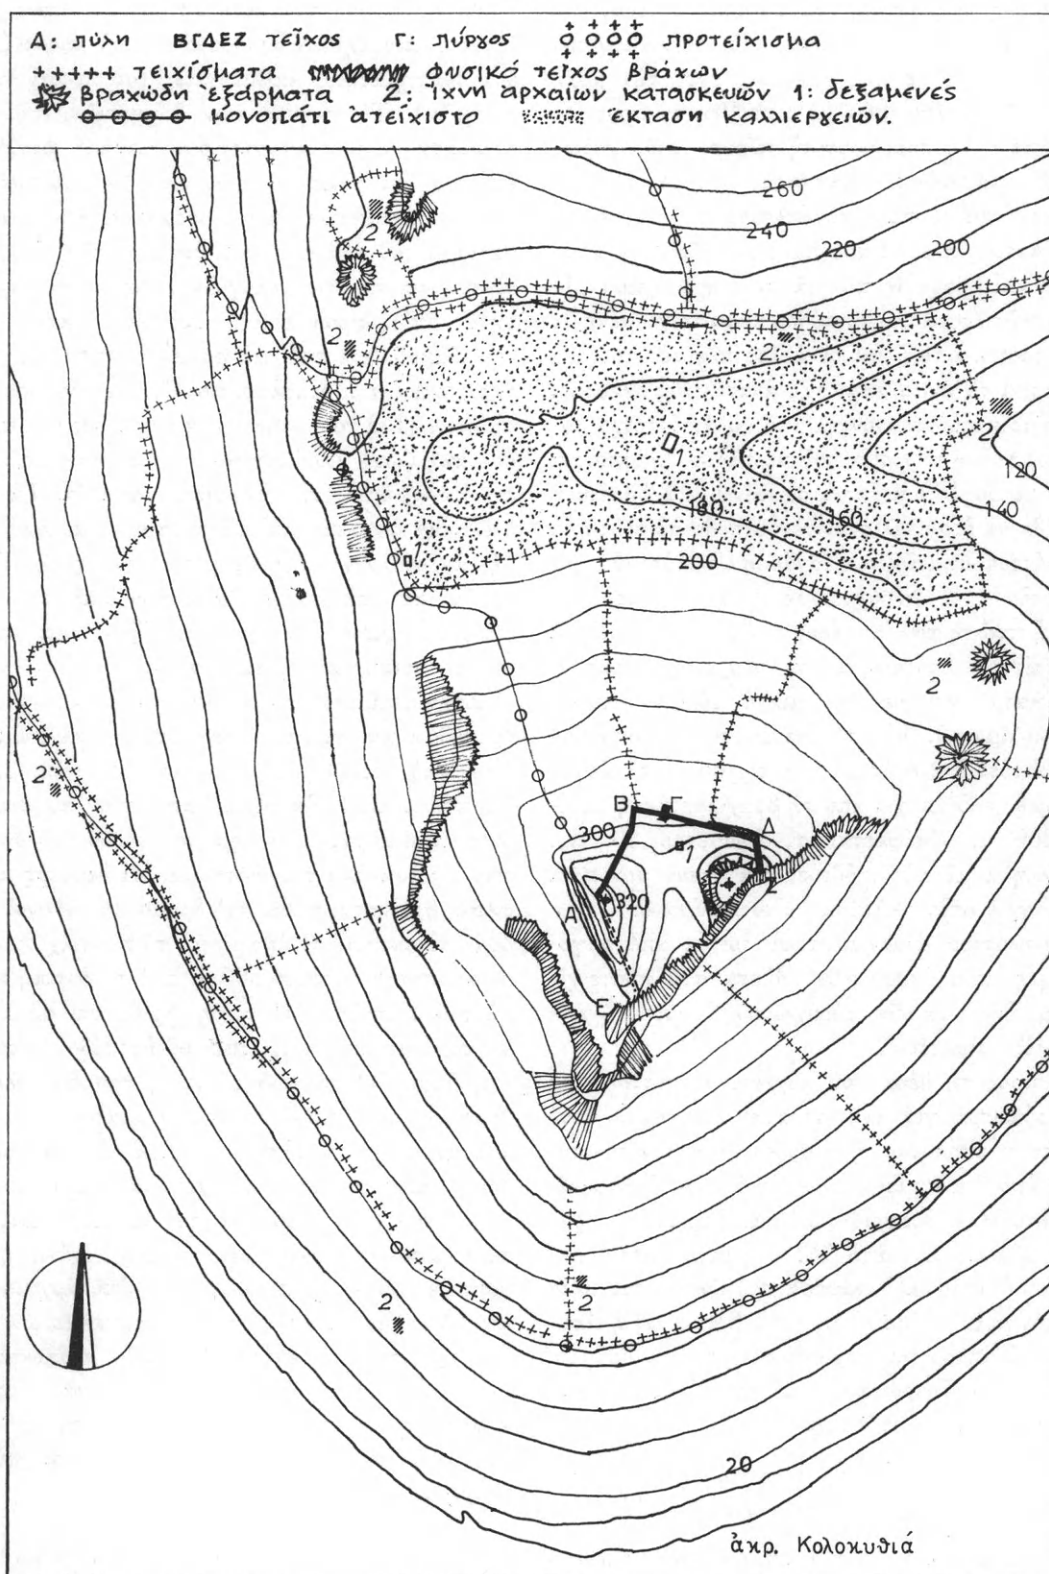 Α: πύλη ΒΓΔΕΖ τεῖχος Γ: πύργος προτείχισμα
+++++ τειχίσματα φυσικό τεῖχος βράχων
βραχώδη ἐξάρματα 2: ἴχνη ἀρχαίων κατασκευῶν 1: δεξαμενές
μονοπάτι ἀτείχιστο ἔκταση καλλιεργειῶν.
260
240
220
200
2
2
2
1
2
120
180
160
140
1
200
2
2
Β
Γ
300
1
Δ
Ζ
Α
320
Ε
2
2
20
ἀκρ. Κολοκυθιά